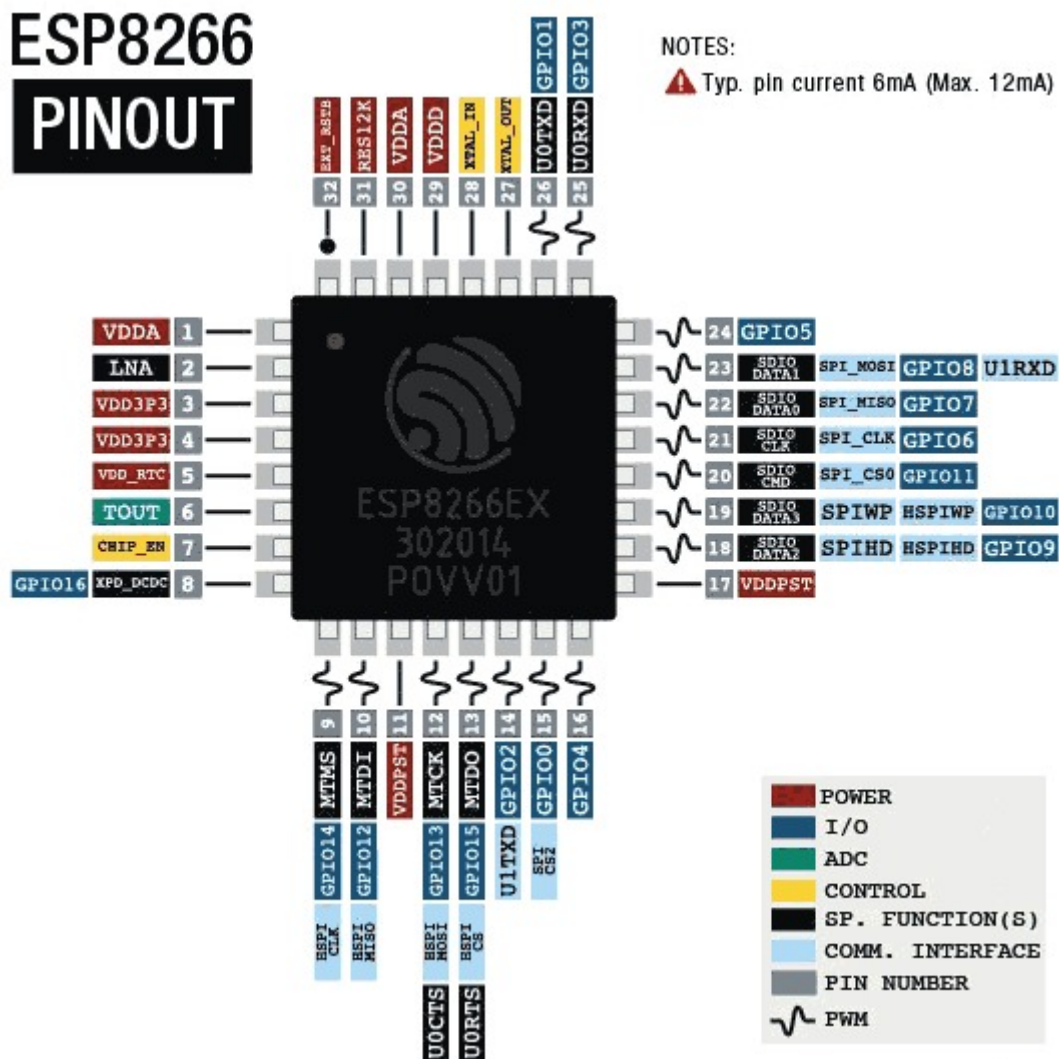 ESP8266
PINOUT
NOTES:
Typ. pin current 6mA (Max. 12mA)
GPIO1 GPIO3
EXT_RSTB RES12K VDDA VDDD XTAL_IN XTAL_OUT U0TXD U0RXD
32 31 30 29 28 27 26 25
VDDA 1
LNA 2
VDD3P3 3
VDD3P3 4
VDD_RTC 5
TOUT 6
CHIP_EN 7
GPIO16 XPD_DCDC 8
ESP8266EX
302014
P0VV01
24 GPIO5
23 SDIO DATA1 SPI_MOSI GPIO8 U1RXD
22 SDIO DATA0 SPI_MISO GPIO7
21 SDIO CLK SPI_CLK GPIO6
20 SDIO CMD SPI_CS0 GPIO11
19 SDIO DATA3 SPIWP HSPIWP GPIO10
18 SDIO DATA2 SPIHD HSPIHD GPIO9
17 VDDPST
9 10 11 12 13 14 15 16
MTMS MTDI VDDPST MTCK MTDO GPIO2 GPIO0 GPIO4
GPIO14 GPIO12 GPIO13 GPIO15 U1TXD SPI CS2
HSPI CLK HSPI MISO HSPI MOSI HSPI CS
U0CTS U0RTS
POWER
I/O
ADC
CONTROL
SP. FUNCTION(S)
COMM. INTERFACE
PIN NUMBER
PWM